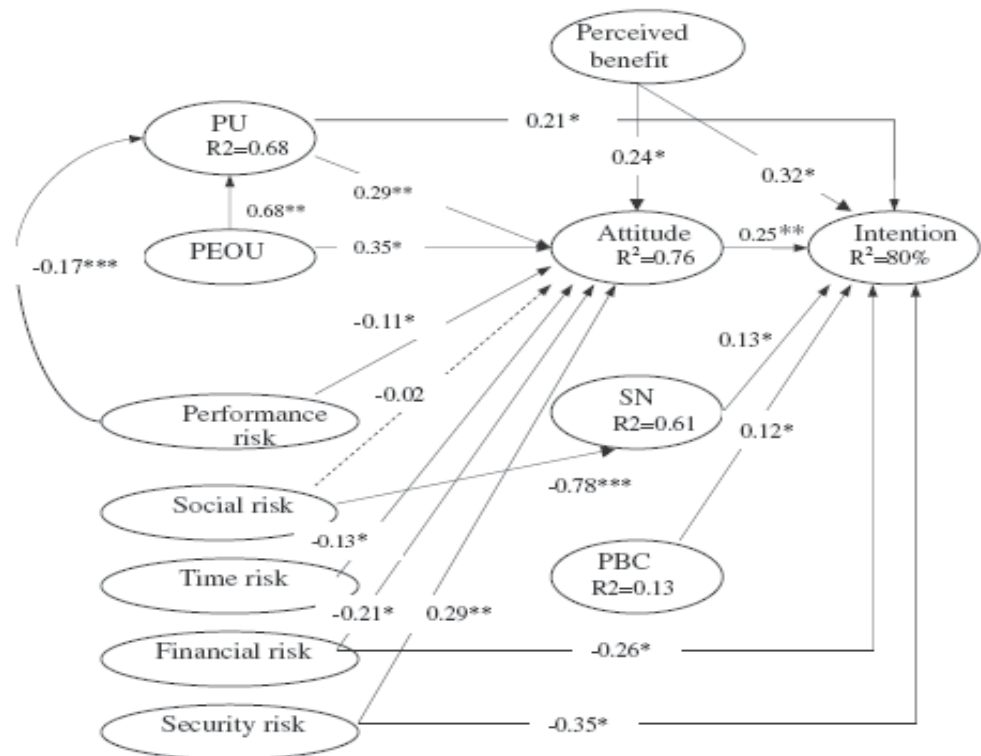 Perceived
benefit
PU
R2=0.68
0.21*
0.24*
0.32*
0.29**
0.68**
PEOU
0.35*
Attitude
R²=0.76
0.25**
Intention
R²=80%
-0.17***
-0.11*
0.13*
-0.02
SN
R2=0.61
Performance
risk
0.12*
-0.78***
Social risk
-0.13*
PBC
R2=0.13
Time risk
-0.21*
0.29**
Financial risk
-0.26*
Security risk
-0.35*